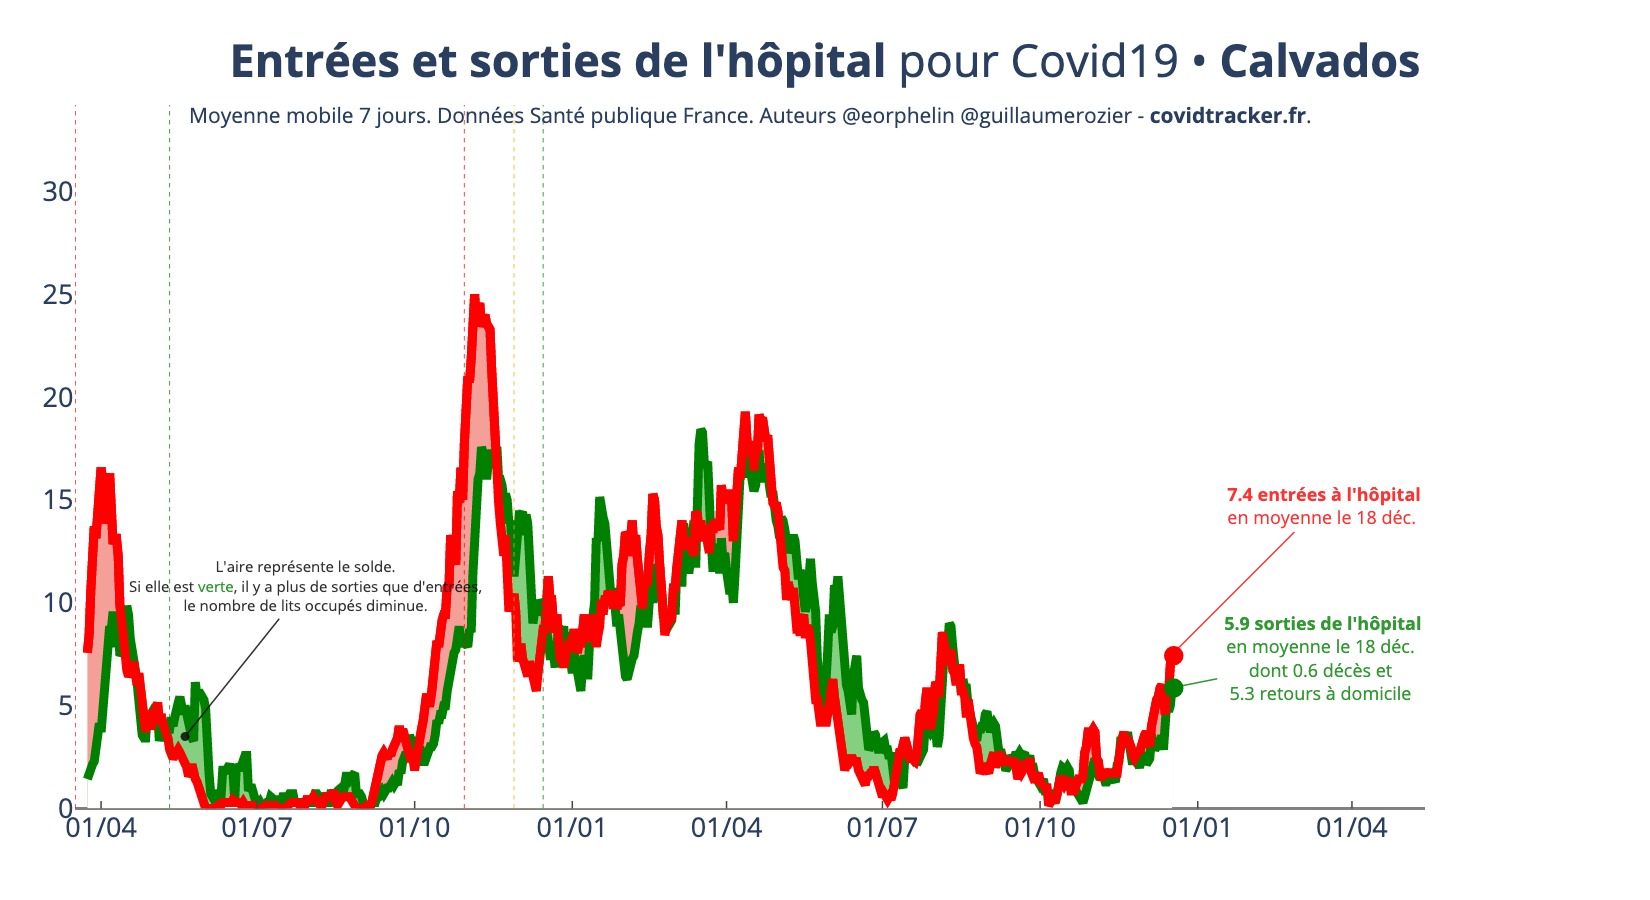 Entrées et sorties de l'hôpital pour Covid19 • Calvados
Moyenne mobile 7 jours. Données Santé publique France. Auteurs @eorphelin @guillaumerozier - covidtracker.fr.
30
25
20
15
10
5
0
7.4 entrées à l'hôpital
en moyenne le 18 déc.
L'aire représente le solde.
Si elle est verte, il y a plus de sorties que d'entrées,
le nombre de lits occupés diminue.
5.9 sorties de l'hôpital
en moyenne le 18 déc.
dont 0.6 décès et
5.3 retours à domicile
01/04 01/07 01/10 01/01 01/04 01/07 01/10 01/01 01/04